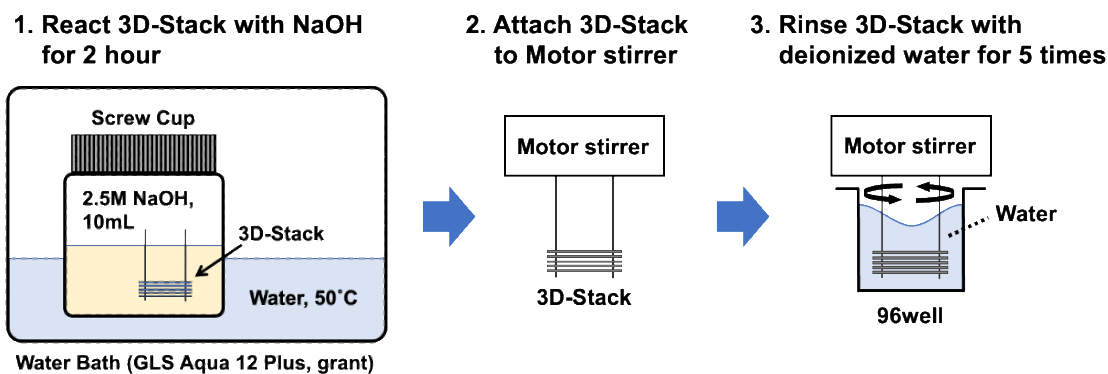 1. React 3D-Stack with NaOH
for 2 hour
Screw Cup
2.5M NaOH,
10mL
3D-Stack
Water, 50˚C
Water Bath (GLS Aqua 12 Plus, grant)
2. Attach 3D-Stack
to Motor stirrer
Motor stirrer
3D-Stack
3. Rinse 3D-Stack with
deionized water for 5 times
Motor stirrer
Water
96well